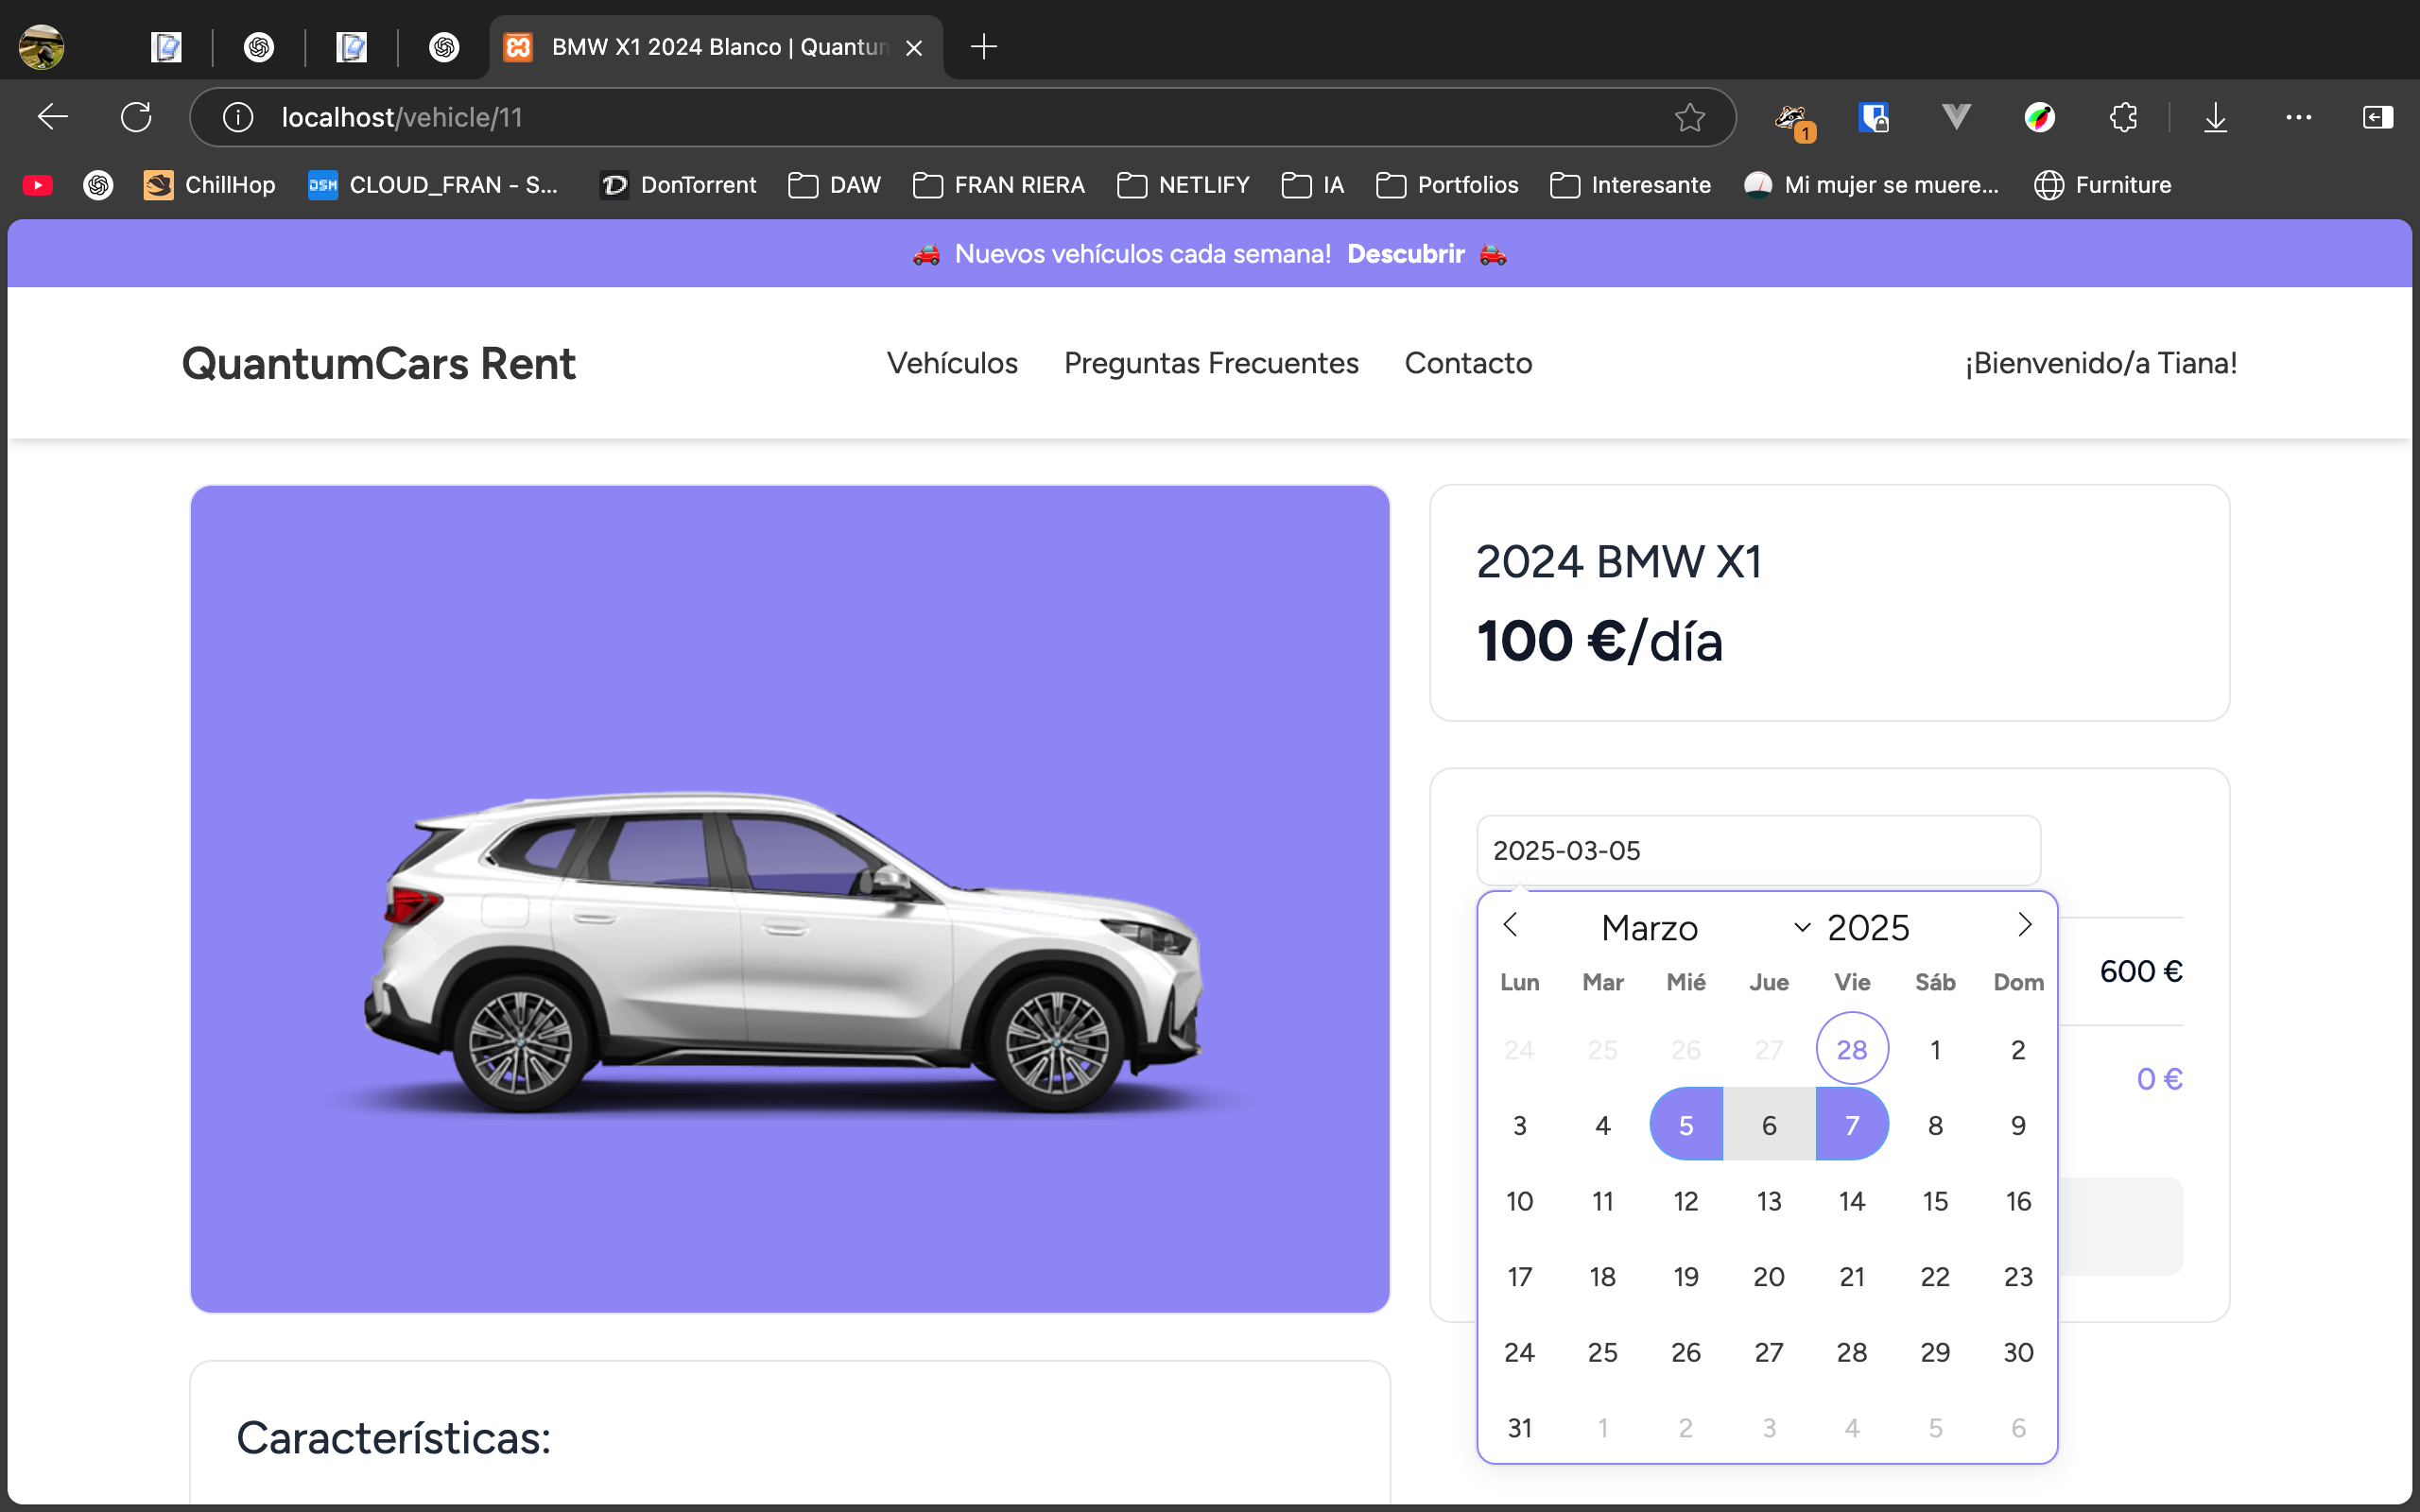 BMW X1 2024 Blanco | Quantum
localhost/vehicle/11
1
ChillHop
DSM
CLOUD_FRAN - S...
DonTorrent
DAW
FRAN RIERA
NETLIFY
IA
Portfolios
Interesante
Mi mujer se muere...
Furniture
🚗 Nuevos vehículos cada semana! Descubrir 🚗
QuantumCars Rent
Vehículos
Preguntas Frecuentes
Contacto
¡Bienvenido/a Tiana!
2024 BMW X1
100 €/día
2025-03-05
Marzo 2025
Lun Mar Mié Jue Vie Sáb Dom
24 25 26 27 28 1 2
3 4 5 6 7 8 9
10 11 12 13 14 15 16
17 18 19 20 21 22 23
24 25 26 27 28 29 30
31 1 2 3 4 5 6
600 €
0 €
Características: